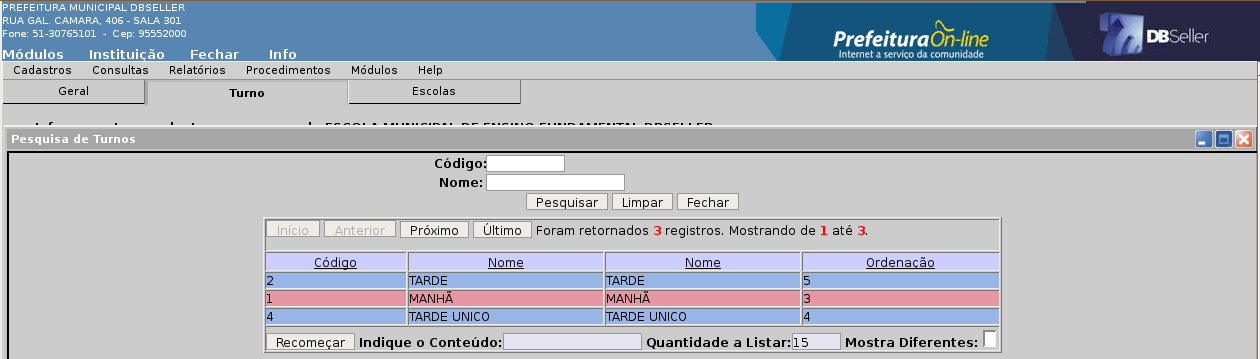 PREFEITURA MUNICIPAL DBSELLER
RUA GAL. CAMARA, 406 - SALA 301
Fone: 51-30765101 - Cep: 95552000
PrefeituraOn-line
Internet a serviço da comunidade
DBSeller
Módulos Instituição Fechar Info
Cadastros Consultas Relatórios Procedimentos Módulos Help
Geral Turno Escolas
ESCOLA MUNICIPAL DE ENSINO FUNDAMENTAL DBSELLER
Pesquisa de Turnos
Código:
Nome:
Pesquisar Limpar Fechar
Início Anterior Próximo Último Foram retornados 3 registros. Mostrando de 1 até 3.
Código Nome Nome Ordenação
2 TARDE TARDE 5
1 MANHÃ MANHÃ 3
4 TARDE UNICO TARDE UNICO 4
Recomeçar Indique o Conteúdo: Quantidade a Listar: 15 Mostra Diferentes: